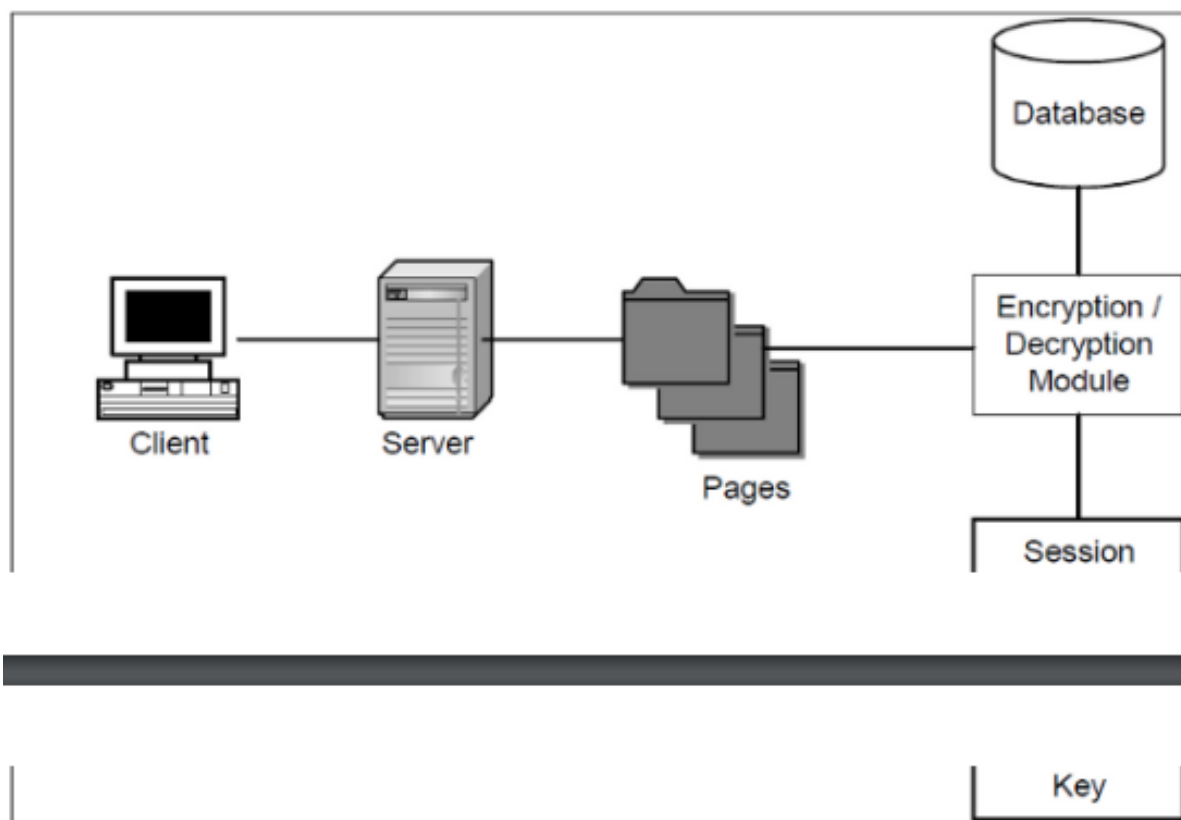 Database
Encryption /
Decryption
Module
Client
Server
Pages
Session
Key